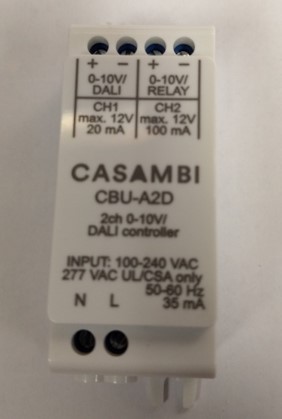 + − + −
0-10V/ 0-10V/
DALI RELAY
CH1 CH2
max. 12V max. 12V
20 mA 100 mA
CASAMBI
CBU-A2D
2ch 0-10V/
DALI controller
INPUT: 100-240 VAC
277 VAC UL/CSA only
50-60 Hz
N L 35 mA